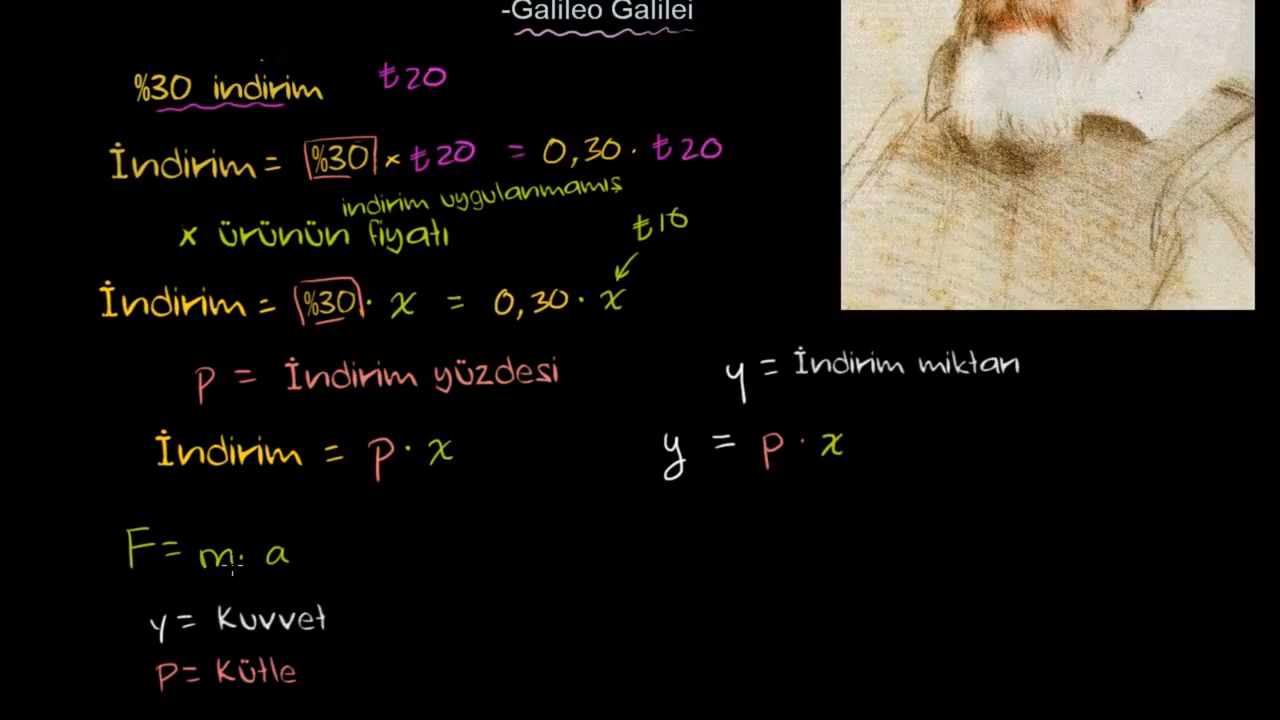 -Galileo Galilei
%30 indirim ₺20
İndirim = %30 × ₺20 = 0,30 · ₺20
indirim uygulanmamış
x ürünün fiyatı
₺16
İndirim = %30 · x = 0,30 · x
p = İndirim yüzdesi
y = İndirim miktarı
İndirim = p · x
y = p · x
F = m · a
y = Kuvvet
p = Kütle